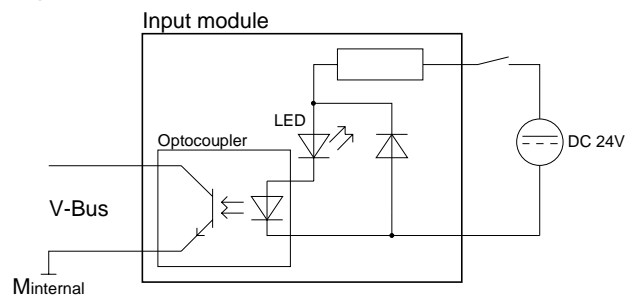 Input module
LED
Optocoupler
DC 24V
V-Bus
Minternal